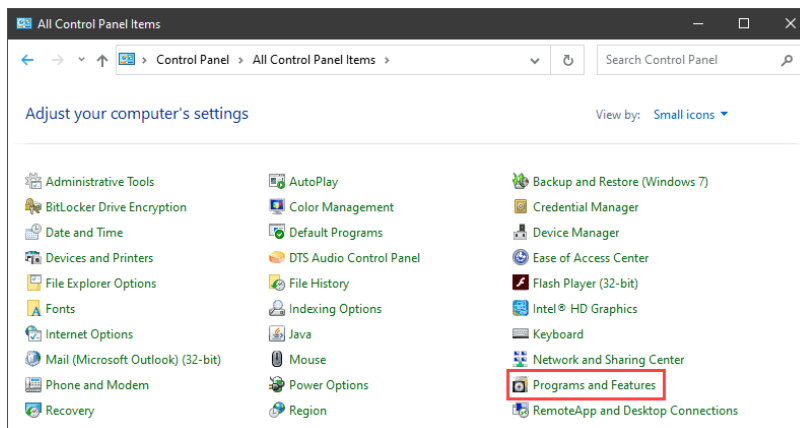 All Control Panel Items
Control Panel > All Control Panel Items >
Search Control Panel
Adjust your computer's settings
View by: Small icons
Administrative Tools AutoPlay Backup and Restore (Windows 7)
BitLocker Drive Encryption Color Management Credential Manager
Date and Time Default Programs Device Manager
Devices and Printers DTS Audio Control Panel Ease of Access Center
File Explorer Options File History Flash Player (32-bit)
Fonts Indexing Options Intel® HD Graphics
Internet Options Java Keyboard
Mail (Microsoft Outlook) (32-bit) Mouse Network and Sharing Center
Phone and Modem Power Options Programs and Features
Recovery Region RemoteApp and Desktop Connections